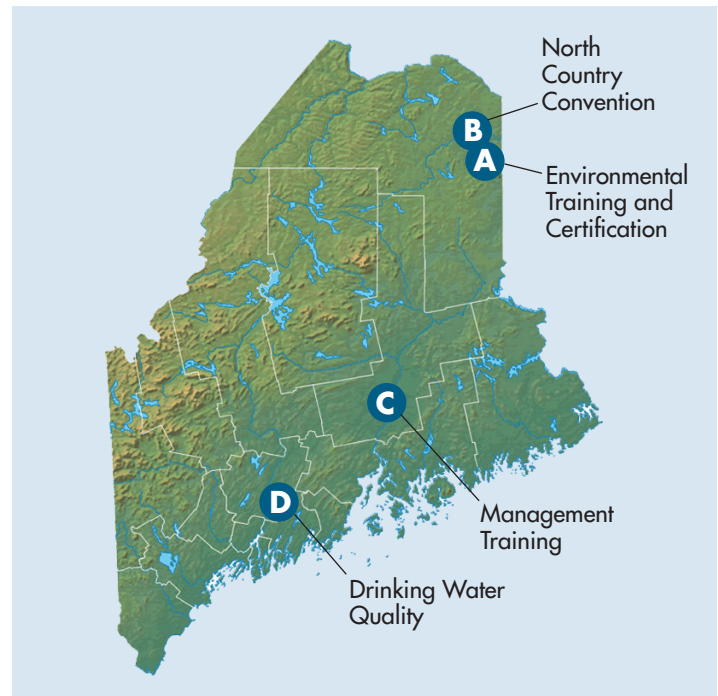 North
Country
Convention
B
A
Environmental
Training and
Certification
C
Management
Training
D
Drinking Water
Quality